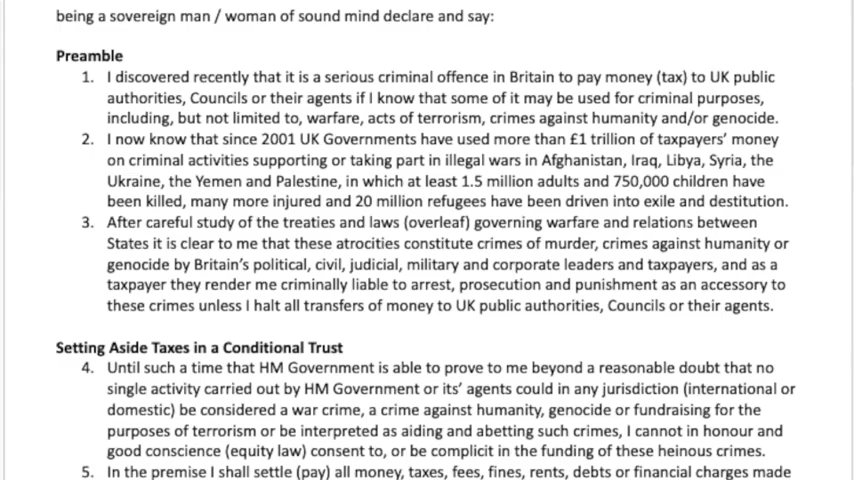 being a sovereign man / woman of sound mind declare and say:
Preamble
1. I discovered recently that it is a serious criminal offence in Britain to pay money (tax) to UK public
authorities, Councils or their agents if I know that some of it may be used for criminal purposes,
including, but not limited to, warfare, acts of terrorism, crimes against humanity and/or genocide.
2. I now know that since 2001 UK Governments have used more than £1 trillion of taxpayers' money
on criminal activities supporting or taking part in illegal wars in Afghanistan, Iraq, Libya, Syria, the
Ukraine, the Yemen and Palestine, in which at least 1.5 million adults and 750,000 children have
been killed, many more injured and 20 million refugees have been driven into exile and destitution.
3. After careful study of the treaties and laws (overleaf) governing warfare and relations between
States it is clear to me that these atrocities constitute crimes of murder, crimes against humanity or
genocide by Britain's political, civil, judicial, military and corporate leaders and taxpayers, and as a
taxpayer they render me criminally liable to arrest, prosecution and punishment as an accessory to
these crimes unless I halt all transfers of money to UK public authorities, Councils or their agents.
Setting Aside Taxes in a Conditional Trust
4. Until such a time that HM Government is able to prove to me beyond a reasonable doubt that no
single activity carried out by HM Government or its' agents could in any jurisdiction (international or
domestic) be considered a war crime, a crime against humanity, genocide or fundraising for the
purposes of terrorism or be interpreted as aiding and abetting such crimes, I cannot in honour and
good conscience (equity law) consent to, or be complicit in the funding of these heinous crimes.
5. In the premise I shall settle (pay) all money, taxes, fees, fines, rents, debts or financial charges made